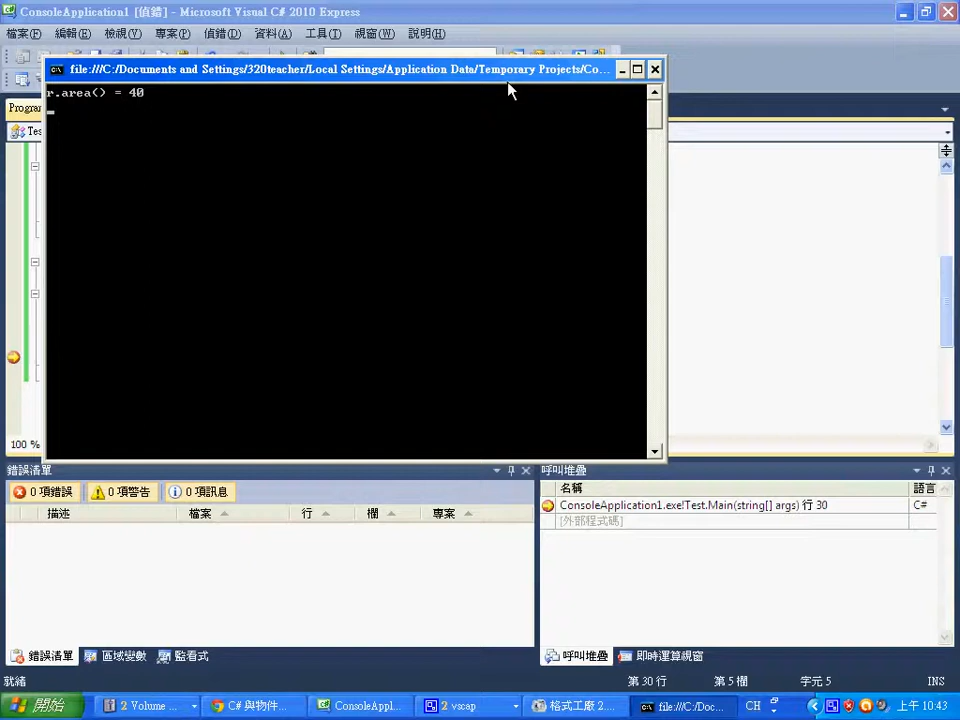 ConsoleApplication1 [偵錯] - Microsoft Visual C# 2010 Express
檔案(F) 編輯(E) 檢視(V) 專案(P) 偵錯(D) 資料(A) 工具(T) 視窗(W) 說明(H)
file:///C:/Documents and Settings/320teacher/Local Settings/Application Data/Temporary Projects/Co...
r.area() = 40
Program
Tes
100 %
錯誤清單
0 項錯誤 0 項警告 0 項訊息
描述 檔案 行 欄 專案
呼叫堆疊
名稱 語言
ConsoleApplication1.exe!Test.Main(string[] args) 行 30 C#
[外部程式碼]
錯誤清單 區域變數 監看式
呼叫堆疊 即時運算視窗
就緒 第 30 行 第 5 欄 字元 5 INS
開始 2 Volume ... C# 與物件... ConsoleAppl... 2 vscap 格式工廠 2... file:///C:/Doc... CH 上午 10:43